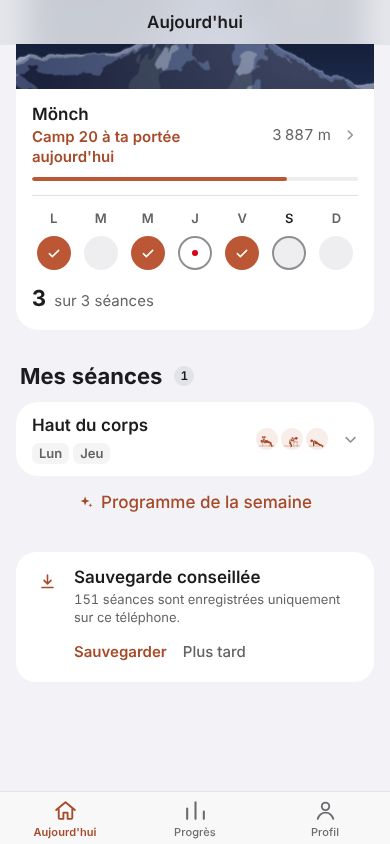 Aujourd'hui
Mönch
Camp 20 à ta portée
aujourd'hui
3 887 m
L M M J V S D
3 sur 3 séances
Mes séances 1
Haut du corps
Lun Jeu
Programme de la semaine
Sauvegarde conseillée
151 séances sont enregistrées uniquement
sur ce téléphone.
Sauvegarder Plus tard
Aujourd'hui Progrès Profil